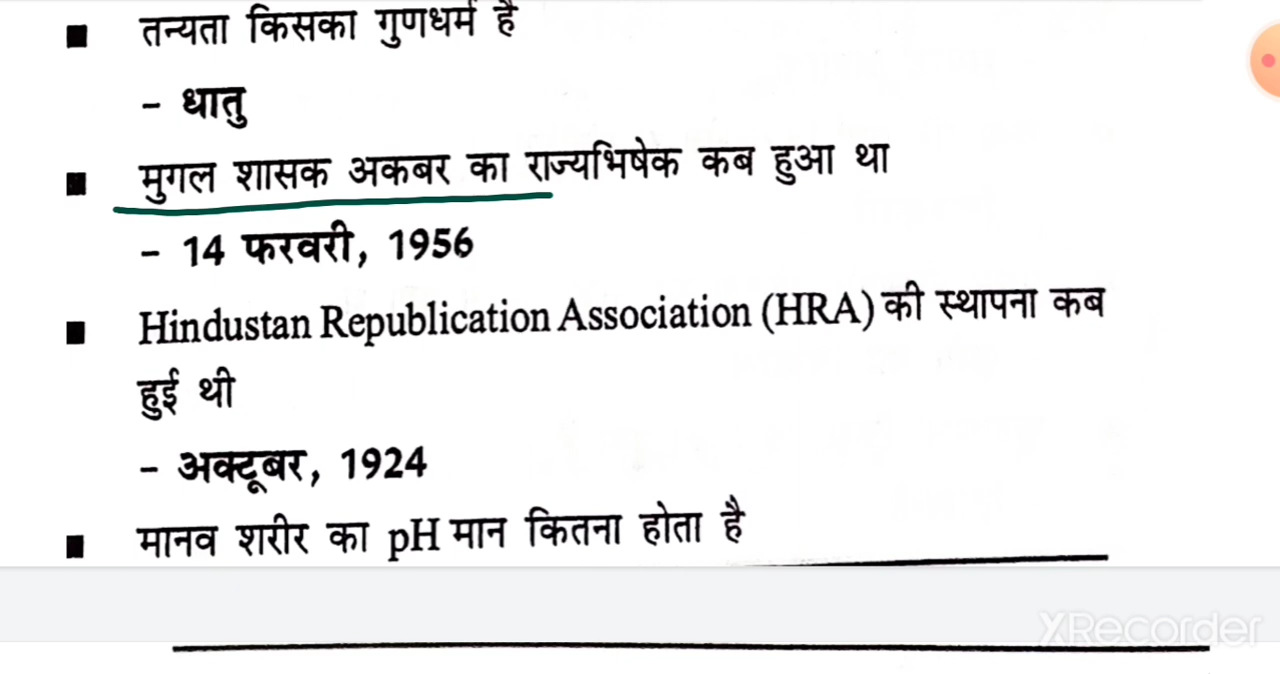 ■ तन्यता किसका गुणधर्म है
– धातु
■ मुगल शासक अकबर का राज्यभिषेक कब हुआ था
– 14 फरवरी, 1956
■ Hindustan Republication Association (HRA) की स्थापना कब
हुई थी
– अक्टूबर, 1924
■ मानव शरीर का pH मान कितना होता है
XRecorder